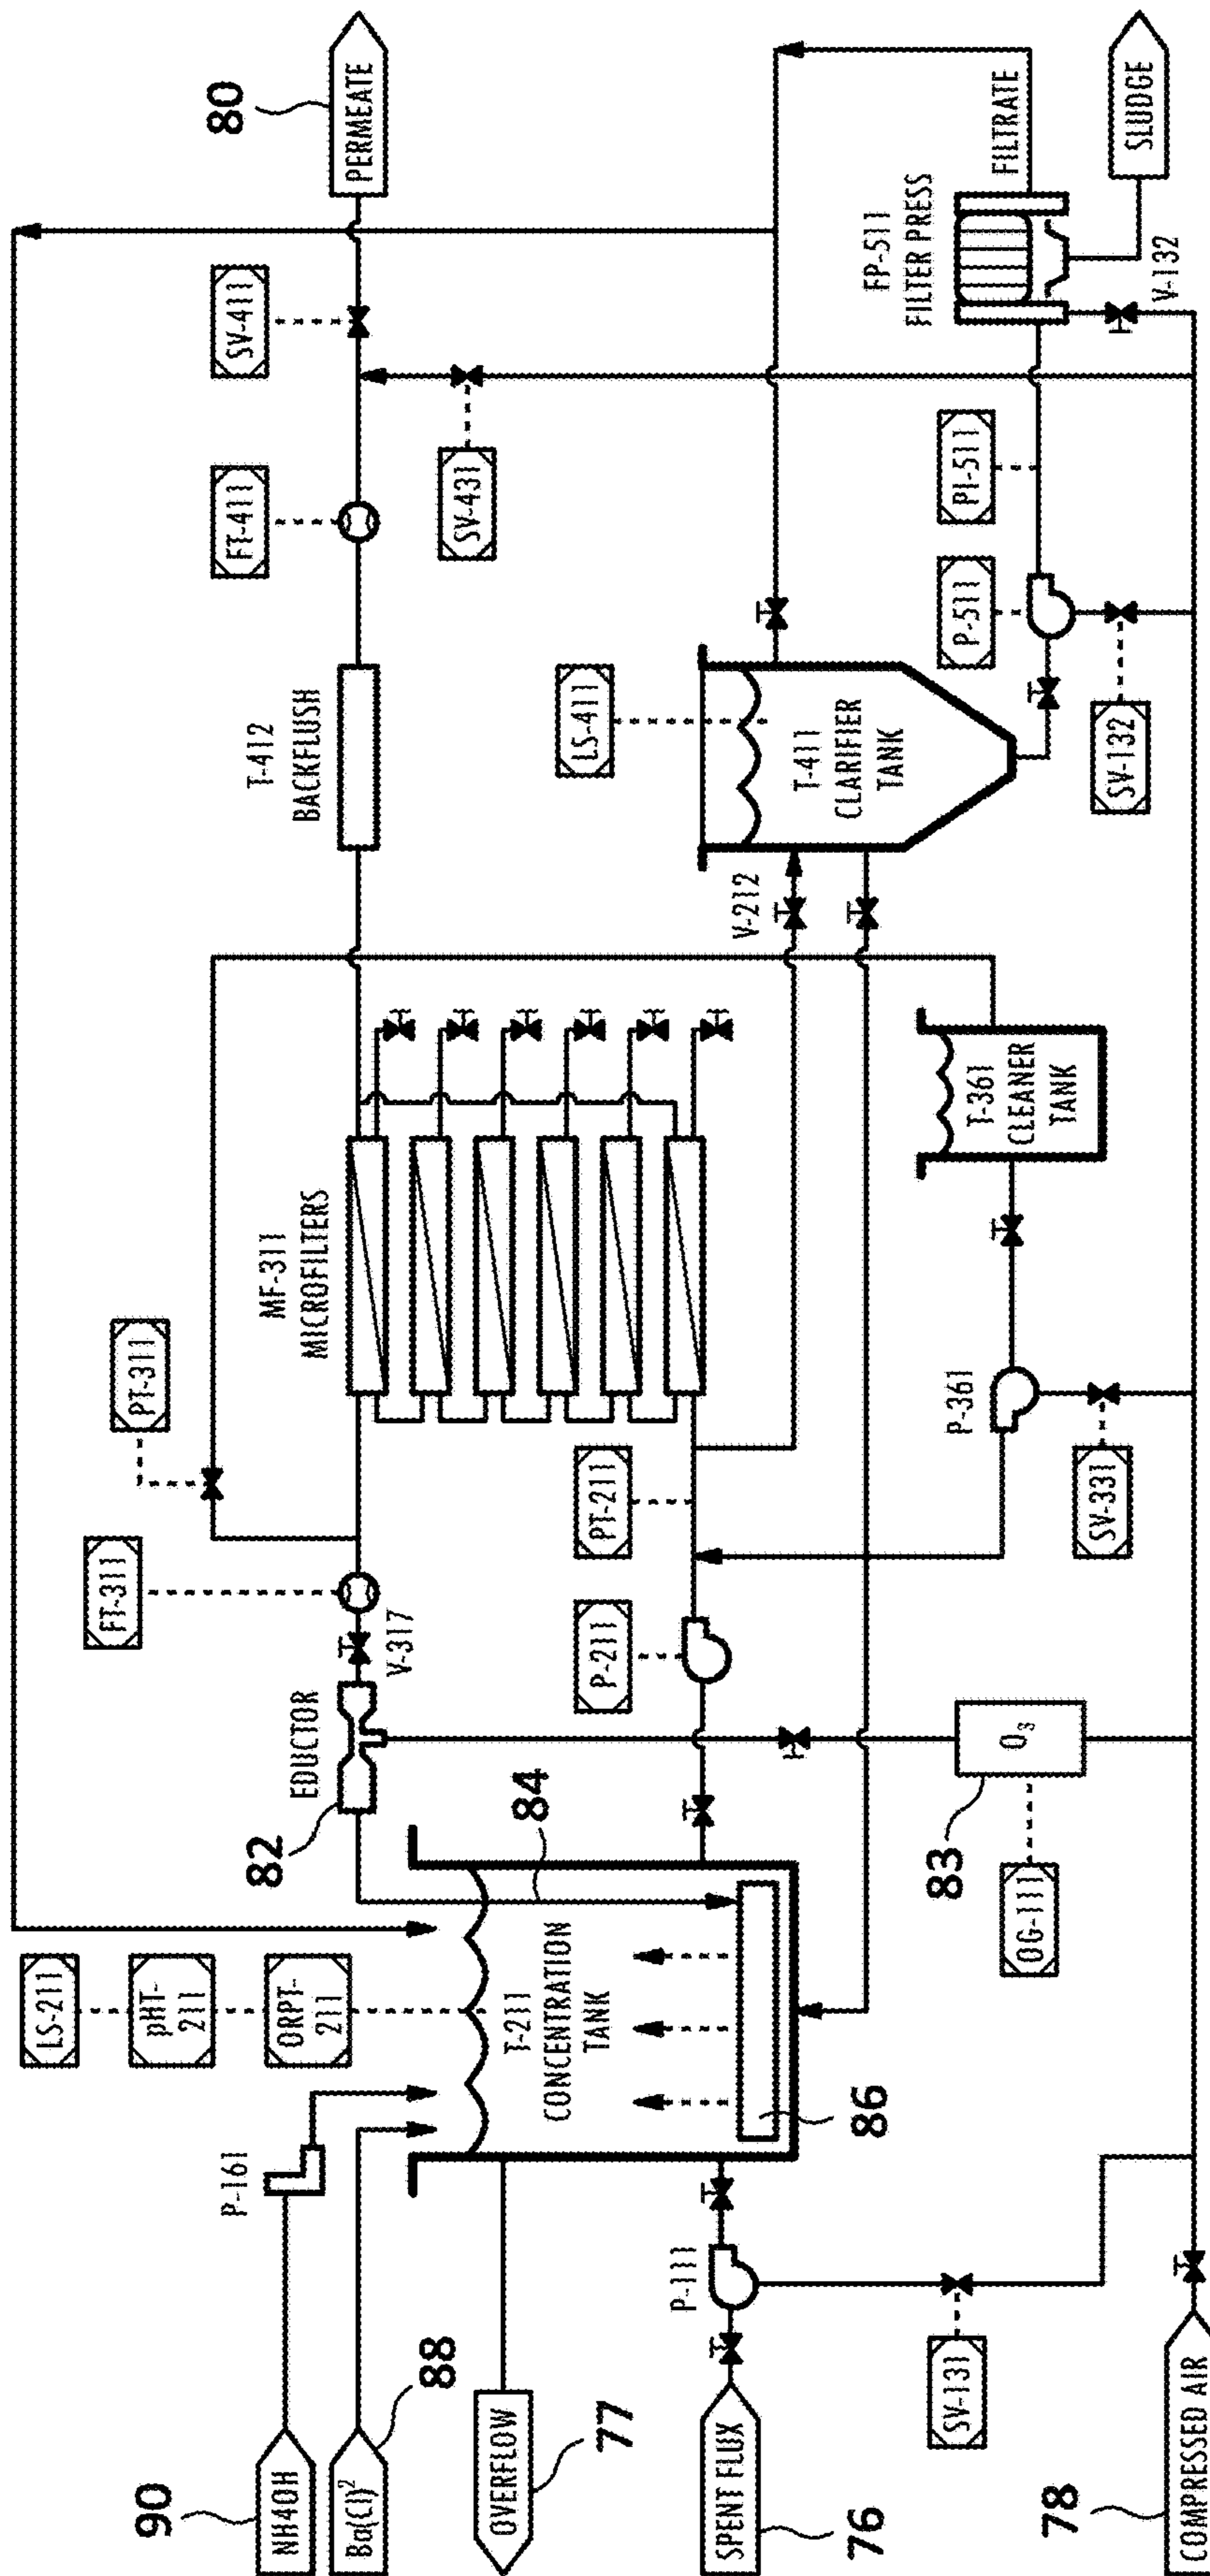 90
NH4OH
88
Ba(Cl)²
P-161
LS-211
pHT-
211
ORPT-
211
77
OVERFLOW
T-211
CONCENTRATION
TANK
84
86
82
EDUCTOR
V-317
FT-311
PT-311
MF-311
MICROFILTERS
T-412
BACKFLUSH
FT-411
SV-411
SV-431
80
PERMEATE
76
SPENT FLUX
P-111
SV-131
P-211
PT-211
V-212
LS-411
T-411
CLARIFIER
TANK
P-511
PI-511
SV-132
FP-511
FILTER PRESS
FILTRATE
V-132
SLUDGE
T-361
CLEANER
TANK
P-361
SV-331
O₃
83
OG-111
78
COMPRESSED AIR